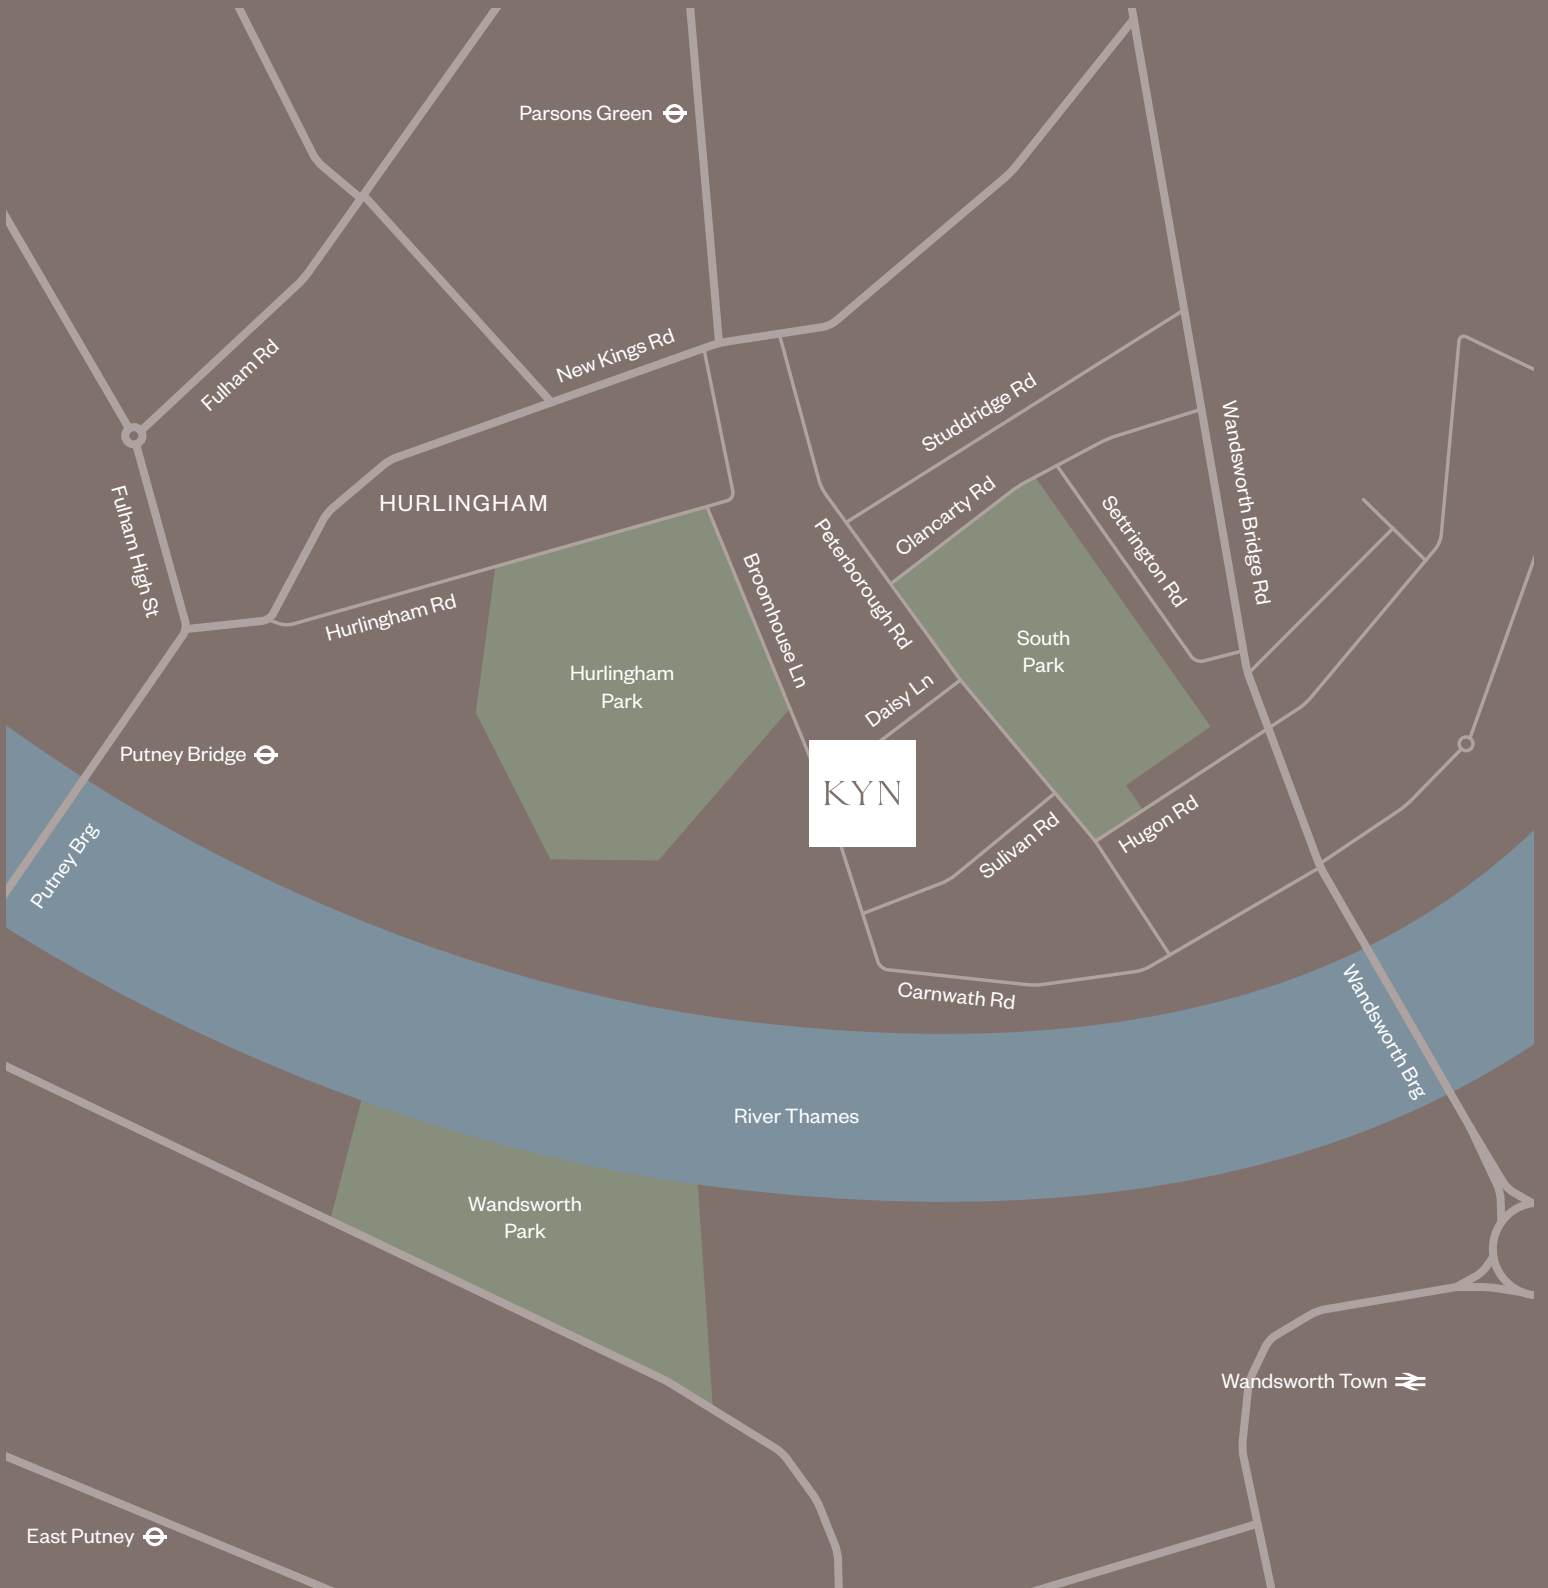 Parsons Green
Fulham Rd
New Kings Rd
Studdridge Rd
Wandsworth Bridge Rd
Fulham High St
HURLINGHAM
Clancarty Rd
Settrington Rd
Peterborough Rd
Broomhouse Ln
Hurlingham Rd
South
Park
Hurlingham
Park
Daisy Ln
Putney Bridge
KYN
Hugon Rd
Sulivan Rd
Putney Brg
Carnwath Rd
Wandsworth Brg
River Thames
Wandsworth
Park
Wandsworth Town
East Putney